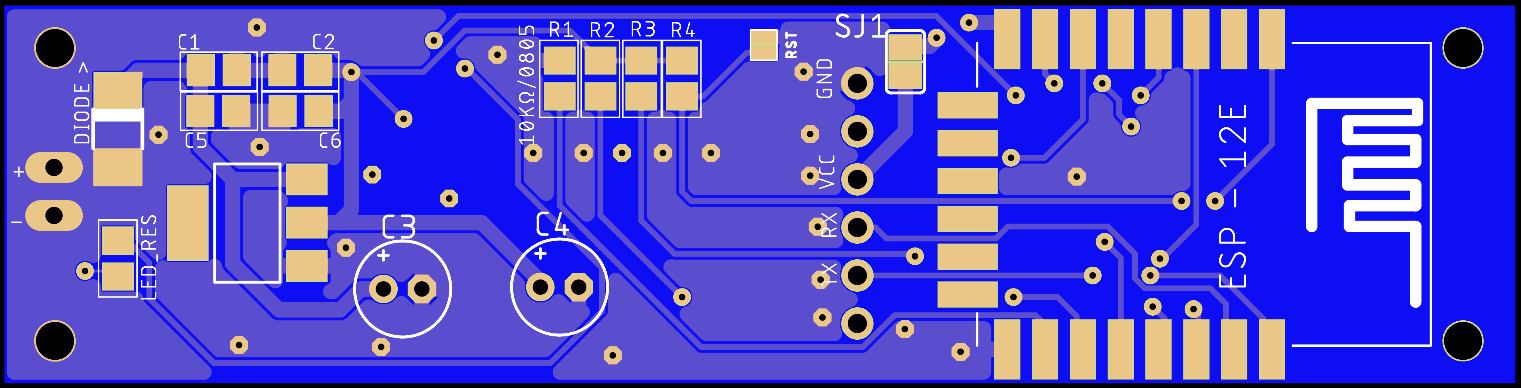 C1
C2
DIODE >
C5
C6
+
-
LED_RES
C3
+
C4
+
10KΩ/0805
R1
R2
R3
R4
RST
SJ1
GND
VCC
RX
TX
ESP-12E